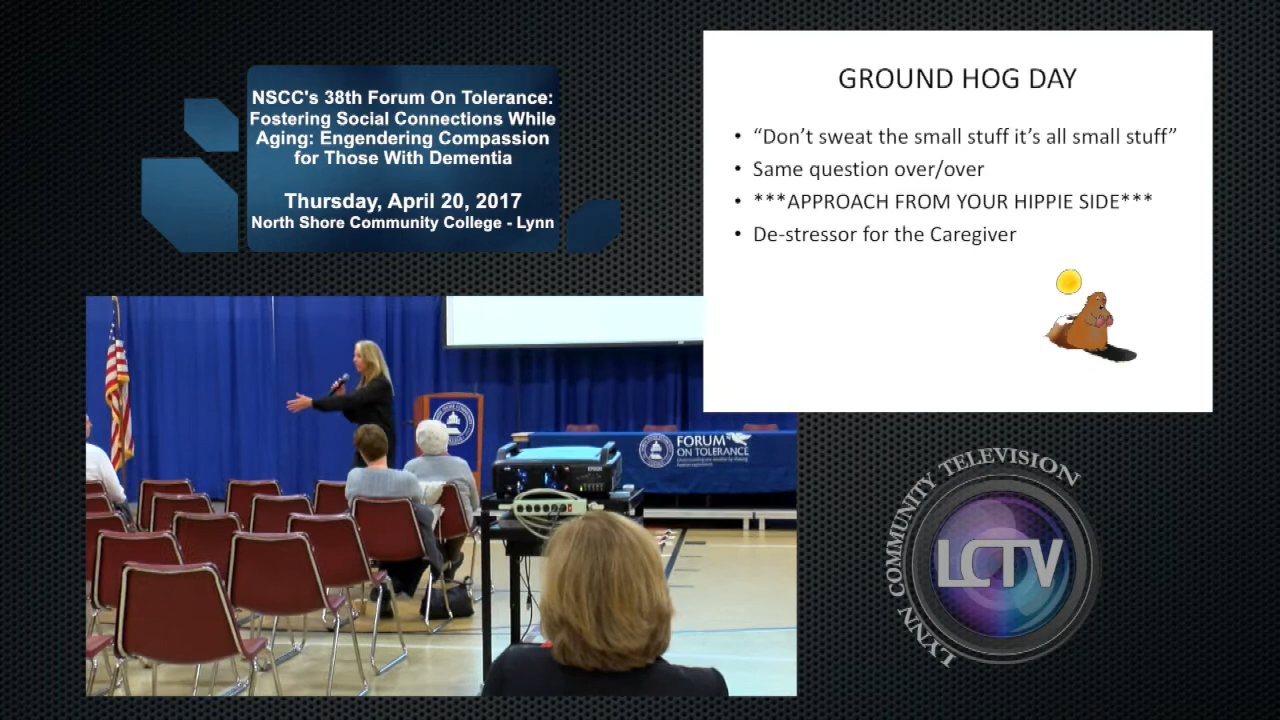 NSCC's 38th Forum On Tolerance:
Fostering Social Connections While
Aging: Engendering Compassion
for Those With Dementia
Thursday, April 20, 2017
North Shore Community College - Lynn
GROUND HOG DAY
• “Don’t sweat the small stuff it’s all small stuff”
• Same question over/over
• ***APPROACH FROM YOUR HIPPIE SIDE***
• De-stressor for the Caregiver
FORUM
ON TOLERANCE
EPSON
LYNN COMMUNITY TELEVISION
LCTV